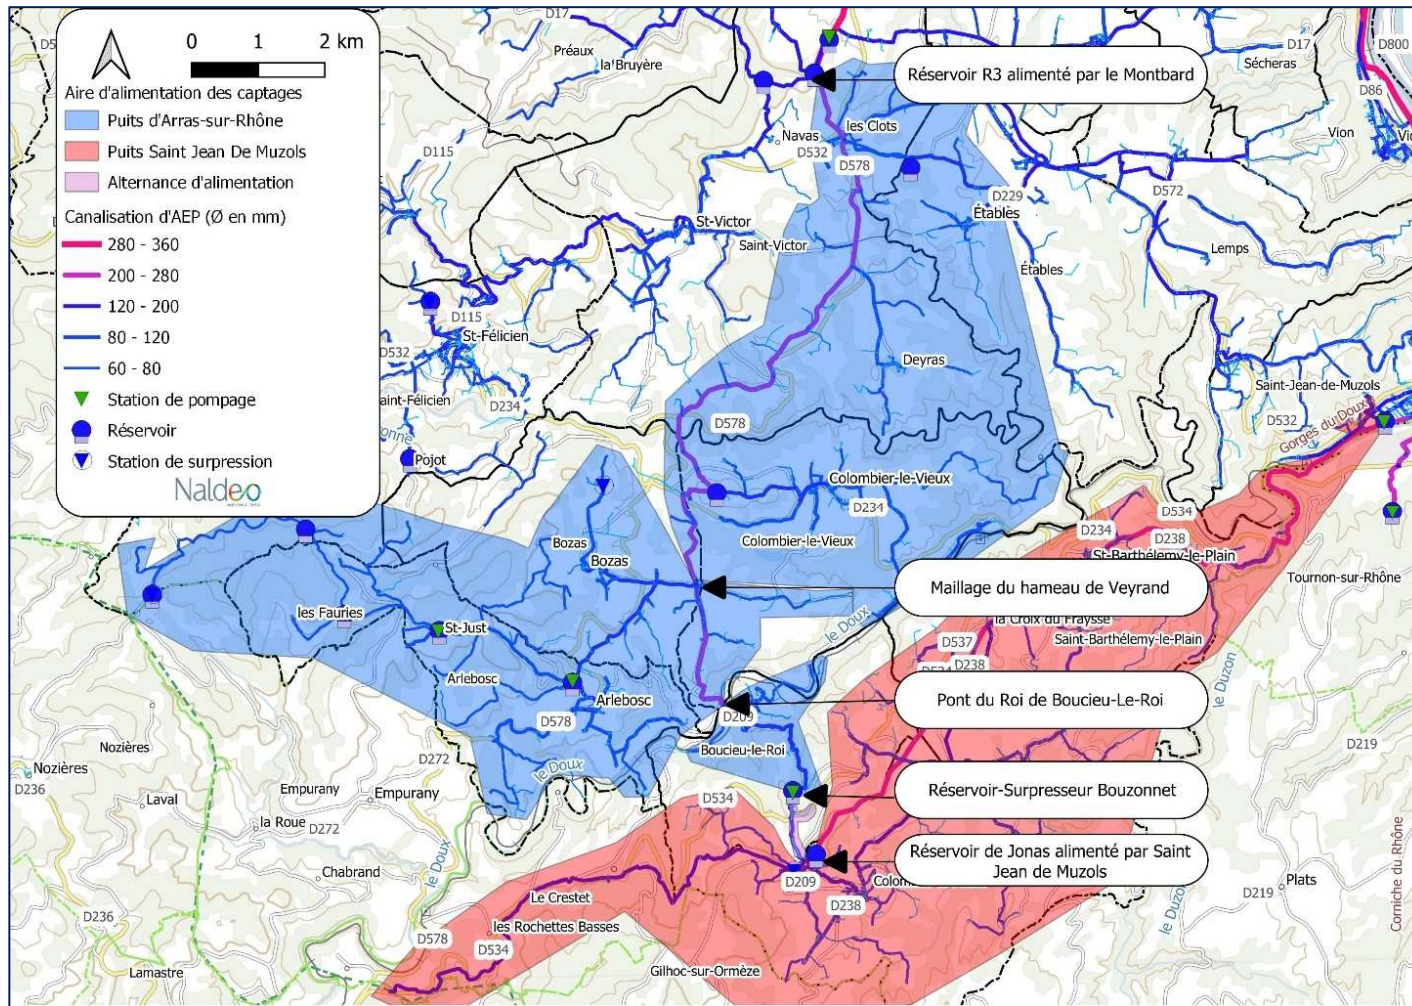 0 1 2 km
Aire d'alimentation des captages
Puits d'Arras-sur-Rhône
Puits Saint Jean De Muzols
Alternance d'alimentation
Canalisation d'AEP (Ø en mm)
280 - 360
200 - 280
120 - 200
80 - 120
60 - 80
Station de pompage
Réservoir
Station de surpression
Naldeo
D17
Préaux
la Bruyère
D17
D800
Sécheras
D86
Réservoir R3 alimenté par le Montbard
les Clots
Navas
D532
D578
D115
Vion
D572
D229
Étables
St-Victor
Saint-Victor
Lemps
Étables
D115
St-Félicien
D532
Deyras
D234
Saint-Jean-de-Muzols
D532
Gorges du Doux
D578
Pojot
Colombier-le-Vieux
D234
D534
D234
D238
St-Barthélemy-le-Plain
Bozas
Bozas
Colombier-le-Vieux
Maillage du hameau de Veyrand
Tournon-sur-Rhône
les Fauries
St-Just
le Doux
la Croix du Fraysse
Saint-Barthélemy-le-Plain
D537
D238
Arlebosc
Arlebosc
D578
Pont du Roi de Boucieu-Le-Roi
le Duzon
D209
Boucieu-le-Roi
D219
Nozières
Nozières
D236
D272
le Doux
Réservoir-Surpresseur Bouzonnet
Laval
Empurany
Empurany
D534
la Roue
D272
Réservoir de Jonas alimenté par Saint
Jean de Muzols
Chabrand
le Doux
D209
D238
D219
Plats
Le Crestet
les Rochettes Basses
D236
D578
D534
Lamastre
Gilhoc-sur-Ormèze
le Duzon
Corniche du Rhône